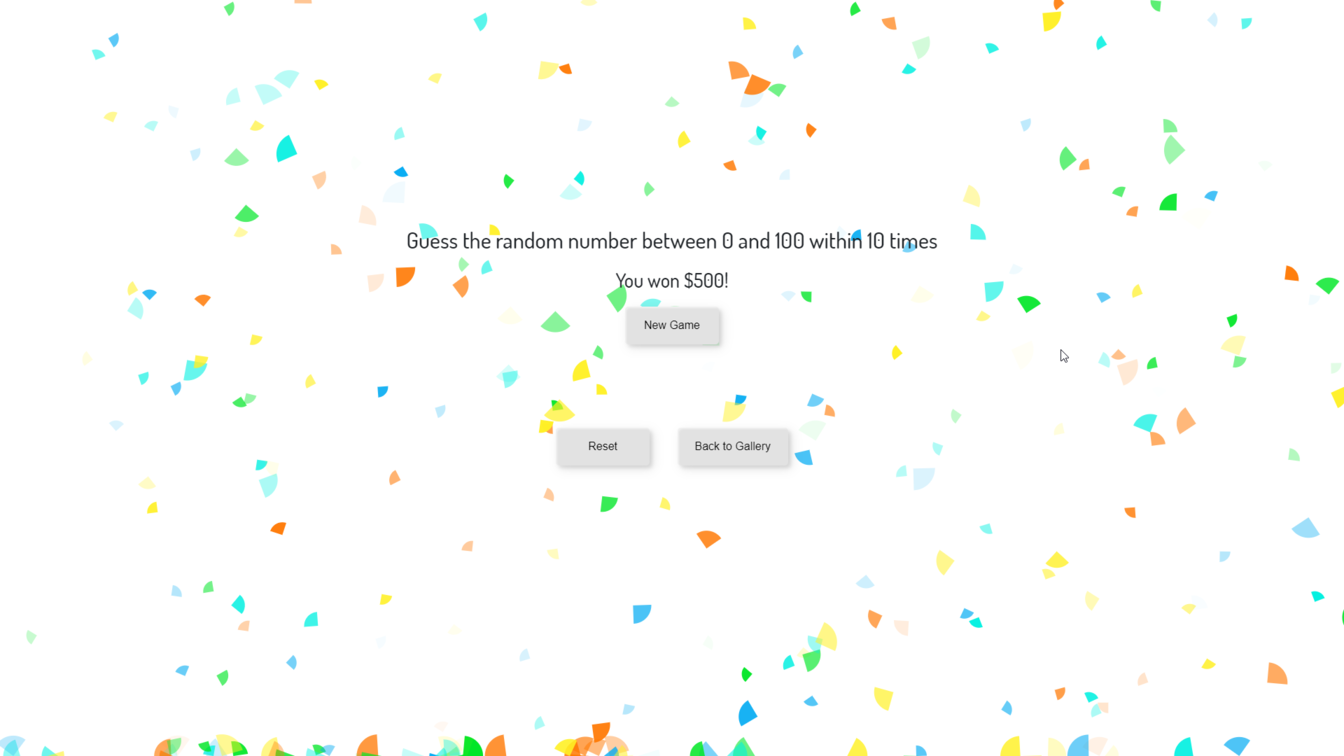 Guess the random number between 0 and 100 within 10 times
You won $500!
New Game
Reset
Back to Gallery